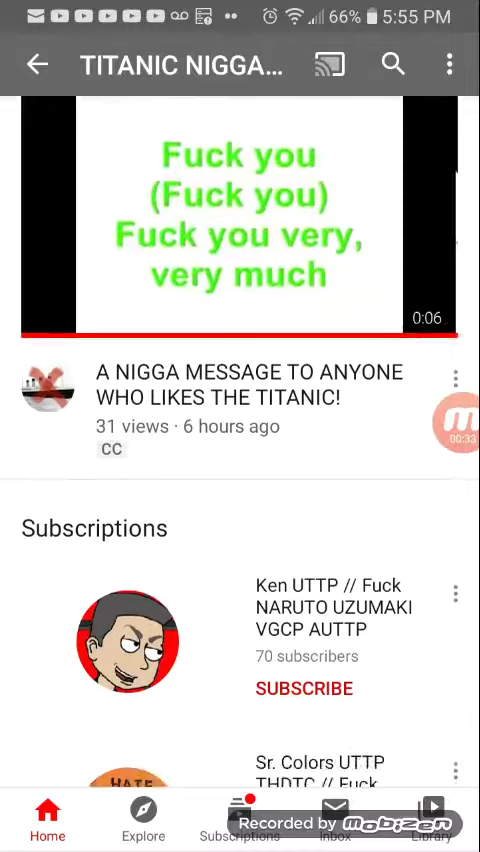 66% 5:55 PM
TITANIC NIGGA...
Fuck you
(Fuck you)
Fuck you very,
very much
0:06
A NIGGA MESSAGE TO ANYONE
WHO LIKES THE TITANIC!
31 views · 6 hours ago
CC
00:33
Subscriptions
Ken UTTP // Fuck
NARUTO UZUMAKI
VGCP AUTTP
70 subscribers
SUBSCRIBE
Sr. Colors UTTP
THDTC // Fuck
HATE
Home
Explore
Subscriptions
Inbox
Library
Recorded by Mobizen